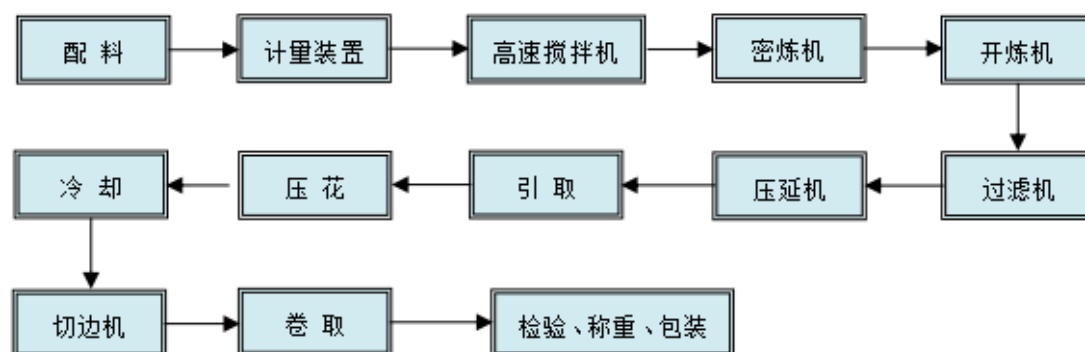 配 料
计量装置
高速搅拌机
密炼机
开炼机
过滤机
压延机
引 取
压 花
冷 却
切边机
卷 取
检验、称重、包装